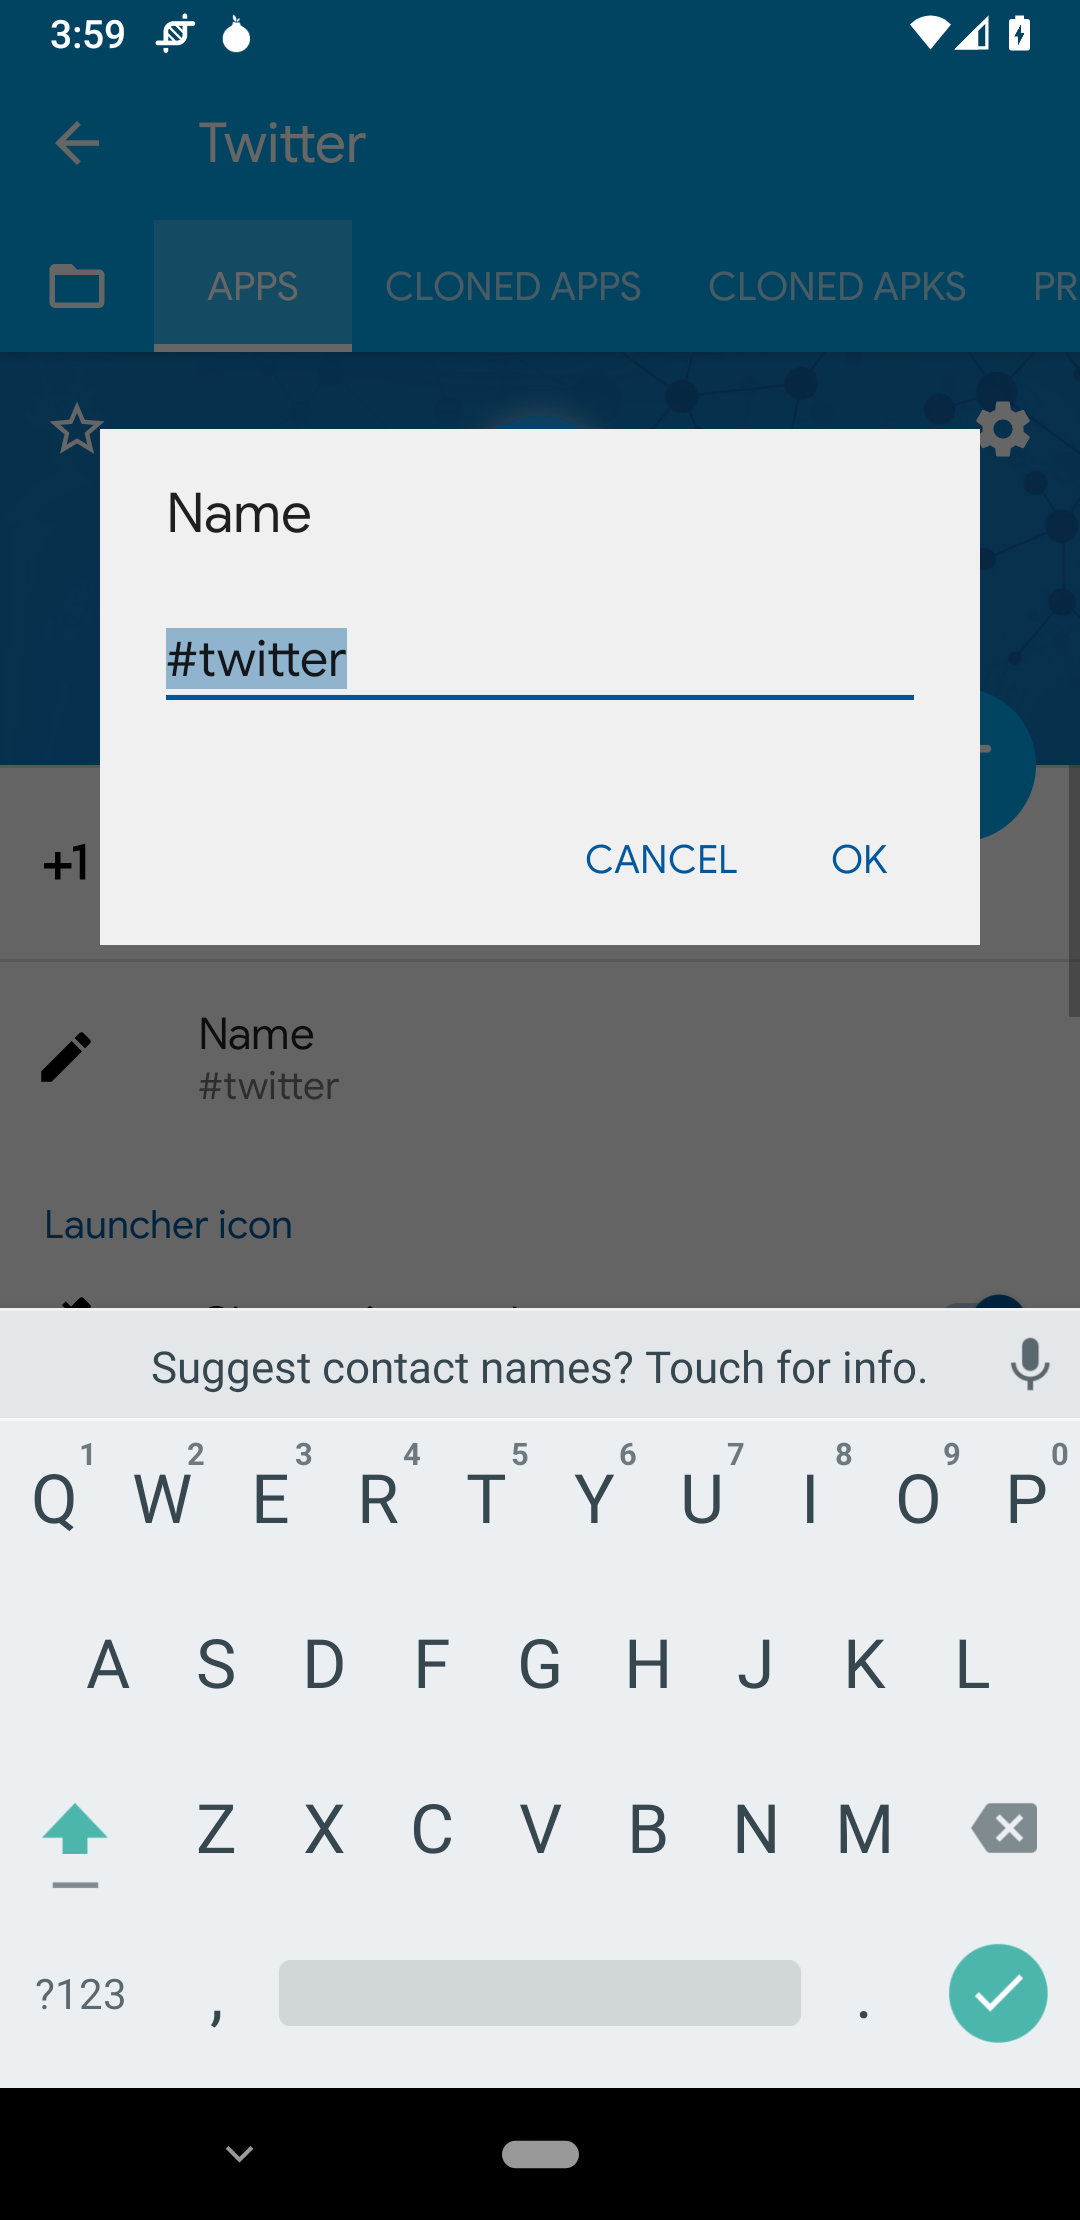 3:59
Twitter
APPS
CLONED APPS
CLONED APKS
PR
Name
#twitter
CANCEL
OK
+1
Name
#twitter
Launcher icon
Suggest contact names? Touch for info.
1 2 3 4 5 6 7 8 9 0
Q W E R T Y U I O P
A S D F G H J K L
Z X C V B N M
?123 , .